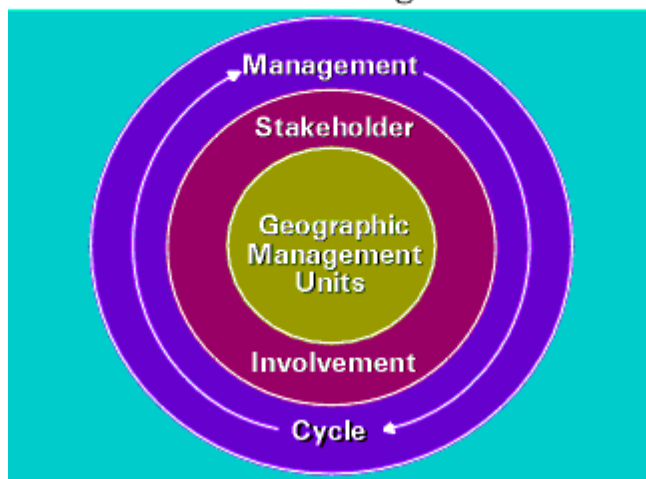 Management
Stakeholder
Geographic
Management
Units
Involvement
Cycle